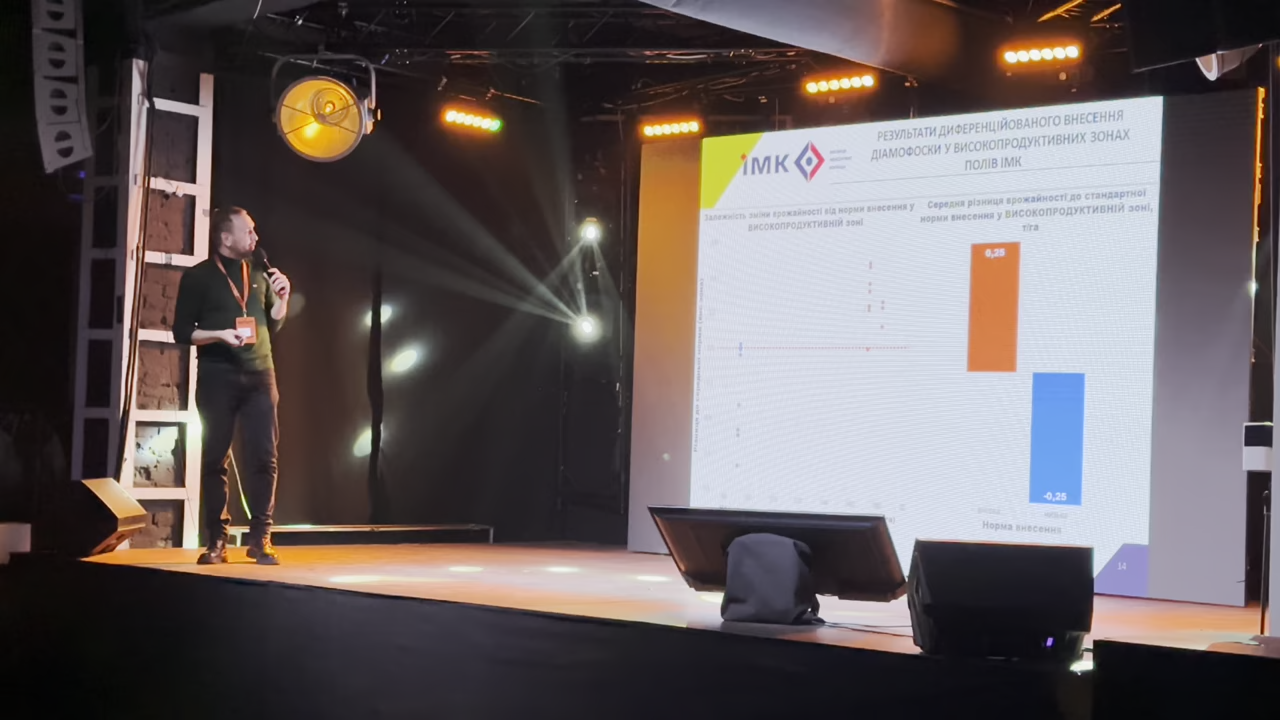 РЕЗУЛЬТАТИ ДИФЕРЕНЦІЙОВАНОГО ВНЕСЕННЯ
ДІАМОФОСКИ У ВИСОКОПРОДУКТИВНИХ ЗОНАХ
ПОЛІВ ІМК
ІМК
Залежність зміни врожайності від норми внесення у
ВИСОКОПРОДУКТИВНІЙ зоні
Середня різниця врожайності до стандартної
норми внесення у ВИСОКОПРОДУКТИВНІЙ зоні,
т/га
0,25
-0,25
Норма внесення
14